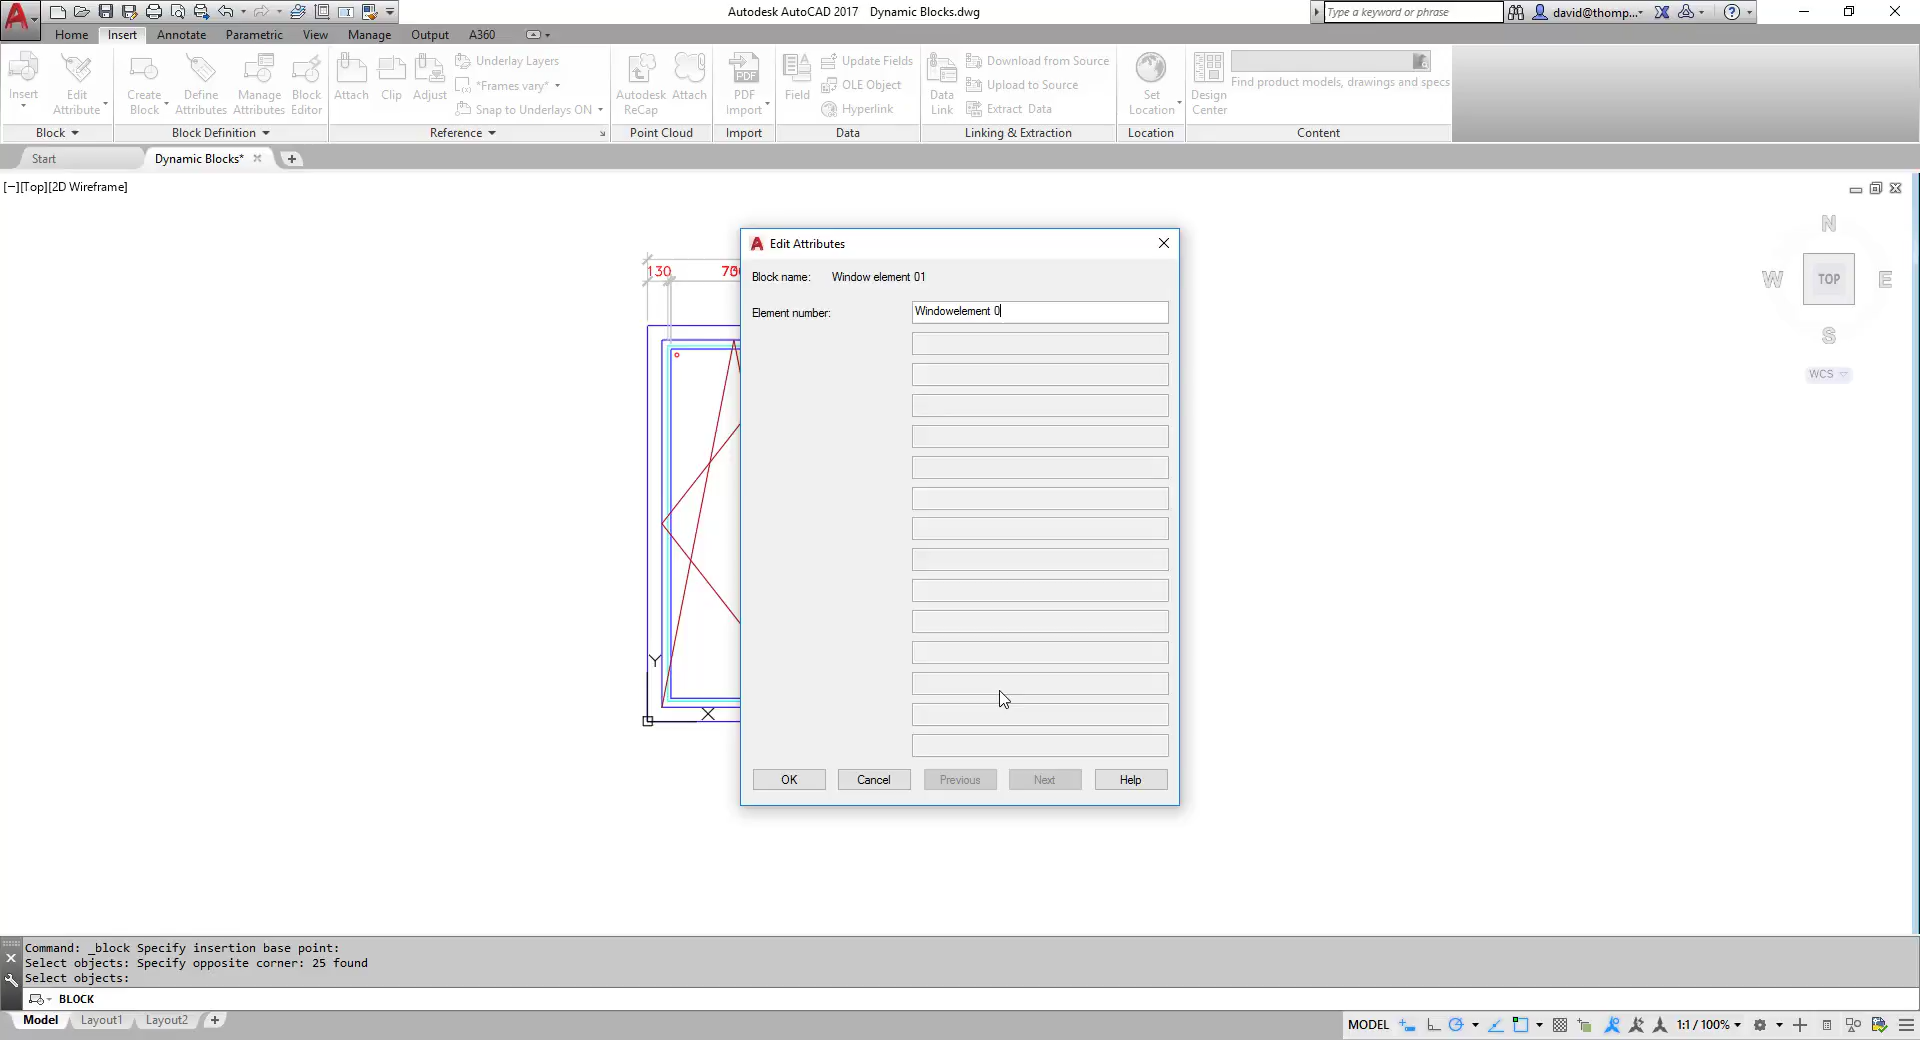 Autodesk AutoCAD 2017 Dynamic Blocks.dwg
Type a keyword or phrase
david@thomp...
Home Insert Annotate Parametric View Manage Output A360
Insert
Edit Attribute
Create Block
Define Attributes
Manage Attributes
Block Editor
Attach
Clip
Adjust
Underlay Layers
*Frames vary*
Snap to Underlays ON
Autodesk ReCap
Attach
PDF Import
Field
Update Fields
OLE Object
Hyperlink
Data Link
Download from Source
Upload to Source
Extract Data
Set Location
Design Center
Find product models, drawings and specs
Block Block Definition Reference Point Cloud Import Data Linking & Extraction Location Content
Start Dynamic Blocks*
[−][Top][2D Wireframe]
N
W TOP E
S
WCS
130
Y
X
Edit Attributes
Block name: Window element 01
Element number: Windowelement 0
OK Cancel Previous Next Help
Command: _block Specify insertion base point:
Select objects: Specify opposite corner: 25 found
Select objects:
BLOCK
Model Layout1 Layout2
MODEL 1:1 / 100%